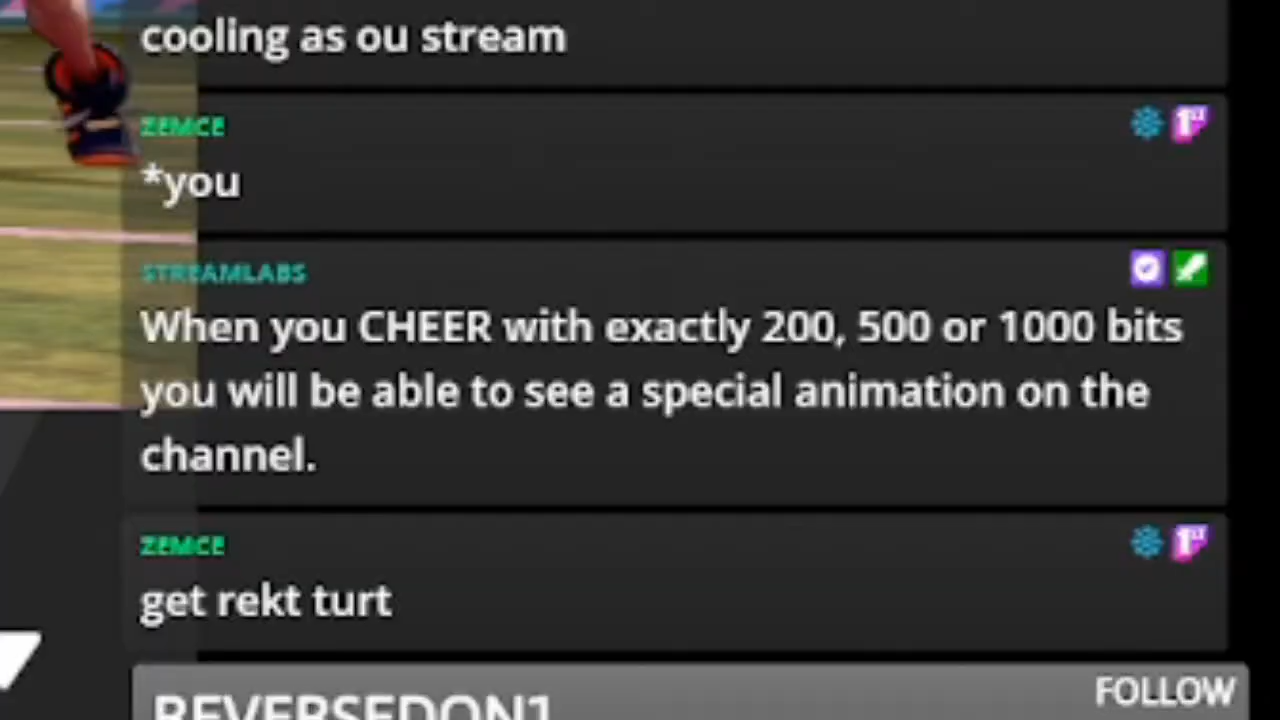 cooling as ou stream
ZEMCE
*you
STREAMLABS
When you CHEER with exactly 200, 500 or 1000 bits
you will be able to see a special animation on the
channel.
ZEMCE
get rekt turt
FOLLOW
REVERSEDON1